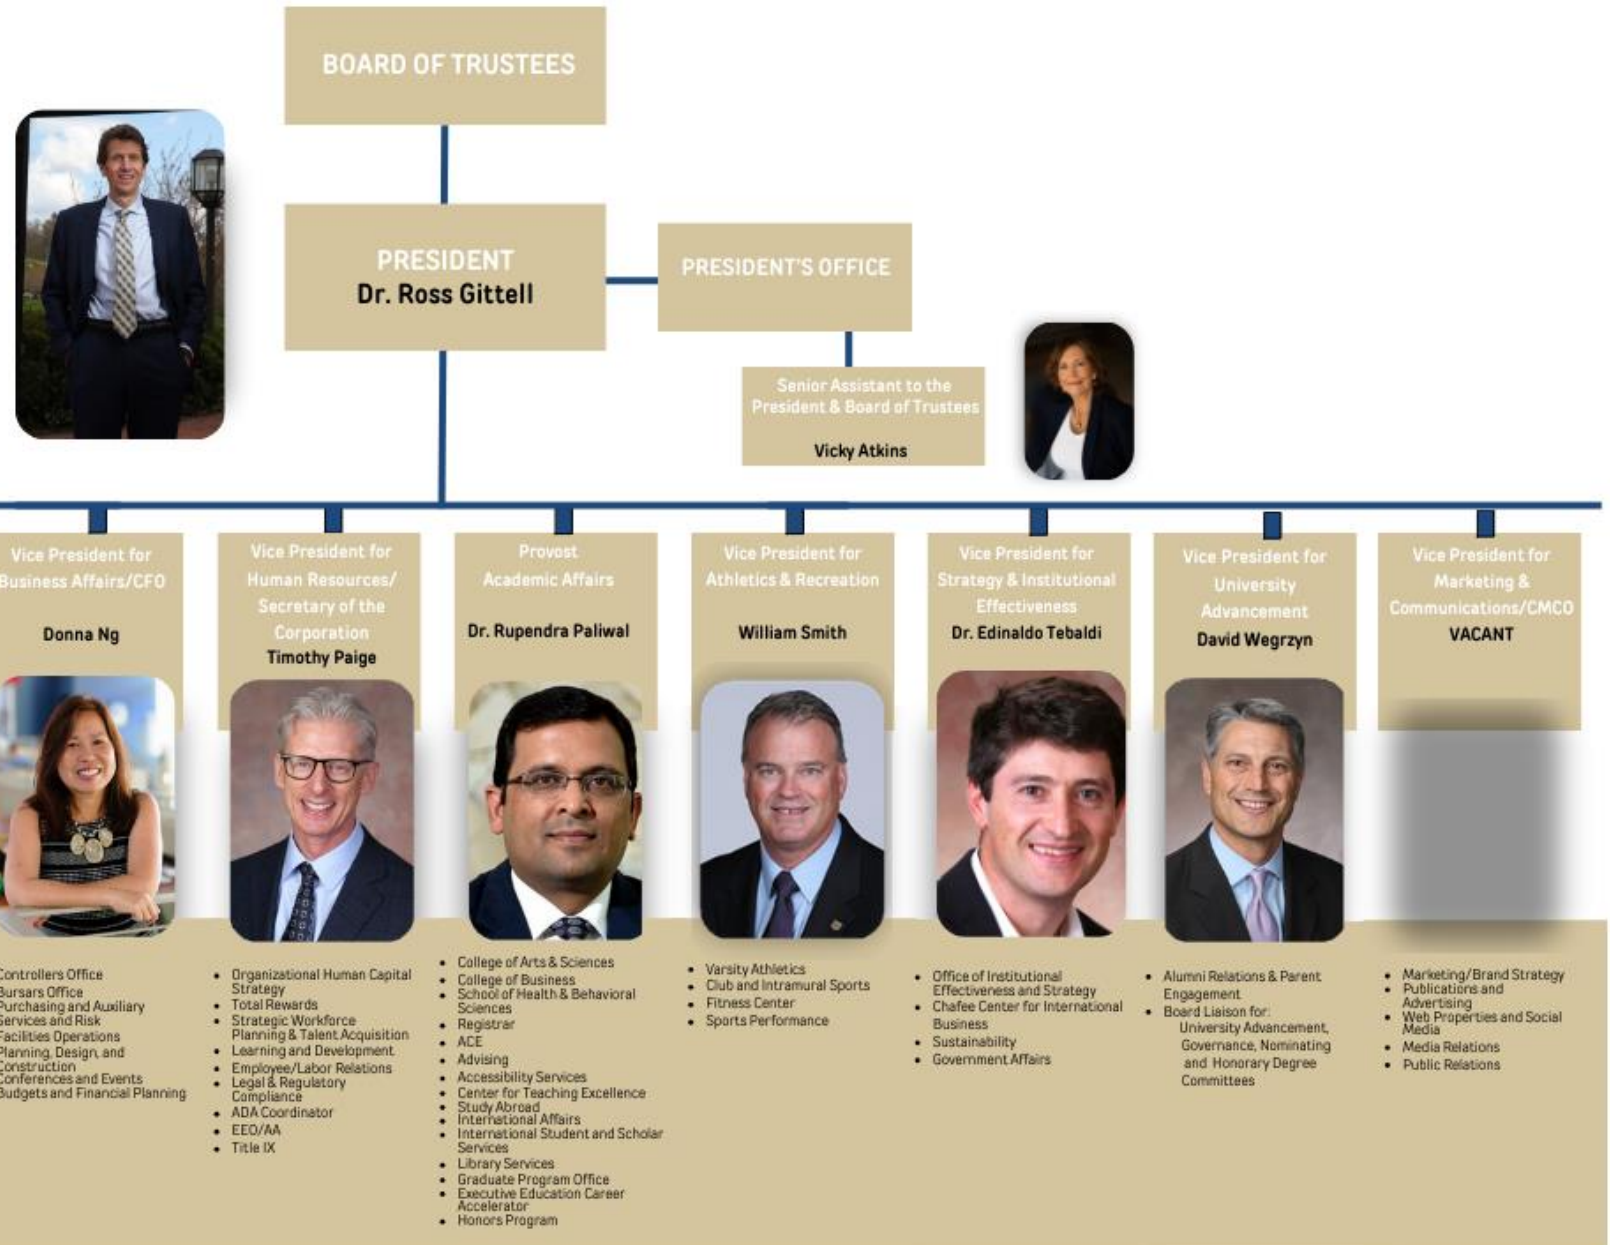 BOARD OF TRUSTEES
PRESIDENT
Dr. Ross Gittell
PRESIDENT'S OFFICE
Senior Assistant to the
President & Board of Trustees
Vicky Atkins
Vice President for
Business Affairs/CFO
Donna Ng
Vice President for
Human Resources/
Secretary of the
Corporation
Timothy Paige
Provost
Academic Affairs
Dr. Rupendra Paliwal
Vice President for
Athletics & Recreation
William Smith
Vice President for
Strategy & Institutional
Effectiveness
Dr. Edinaldo Tebaldi
Vice President for
University
Advancement
David Wegrzyn
Vice President for
Marketing &
Communications/CMCO
VACANT
Controllers Office
Bursars Office
Purchasing and Auxiliary
Services and Risk
Facilities Operations
Planning, Design, and
Construction
Conferences and Events
Budgets and Financial Planning
• Organizational Human Capital
Strategy
• Total Rewards
• Strategic Workforce
Planning & Talent Acquisition
• Learning and Development
• Employee/Labor Relations
• Legal & Regulatory
Compliance
• ADA Coordinator
• EEO/AA
• Title IX
• College of Arts & Sciences
• College of Business
• School of Health & Behavioral
Sciences
• Registrar
• ACE
• Advising
• Accessibility Services
• Center for Teaching Excellence
• Study Abroad
• International Affairs
• International Student and Scholar
Services
• Library Services
• Graduate Program Office
• Executive Education Career
Accelerator
• Honors Program
• Varsity Athletics
• Club and Intramural Sports
• Fitness Center
• Sports Performance
• Office of Institutional
Effectiveness and Strategy
• Chafee Center for International
Business
• Sustainability
• Government Affairs
• Alumni Relations & Parent
Engagement
• Board Liaison for:
University Advancement,
Governance, Nominating
and Honorary Degree
Committees
• Marketing/Brand Strategy
• Publications and
Advertising
• Web Properties and Social
Media
• Media Relations
• Public Relations